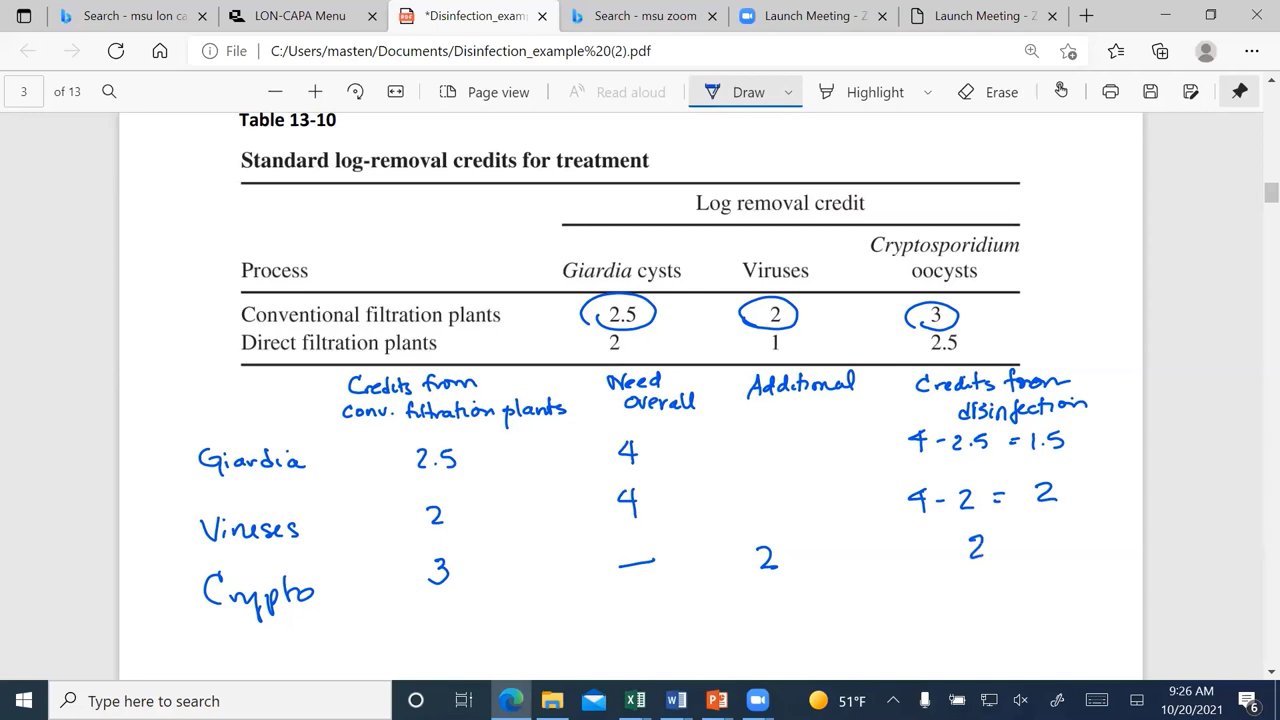 Search - msu lon ca
LON-CAPA Menu
*Disinfection_exam
Search - msu zoom
Launch Meeting - Z
Launch Meeting - Z
File
C:/Users/masten/Documents/Disinfection_example%20(2).pdf
3 of 13
Page view
Read aloud
Draw
Highlight
Erase
Table 13-10
Standard log-removal credits for treatment
Log removal credit
Cryptosporidium
Process Giardia cysts Viruses oocysts
Conventional filtration plants 2.5 2 3
Direct filtration plants 2 1 2.5
Credits from Need Additional Credits from
conv. filtration plants overall disinfection
Giardia 2.5 4 4 - 2.5 = 1.5
Viruses 2 4 4 - 2 = 2
Crypto 3 — 2 2
Type here to search
51°F
9:26 AM
10/20/2021
6